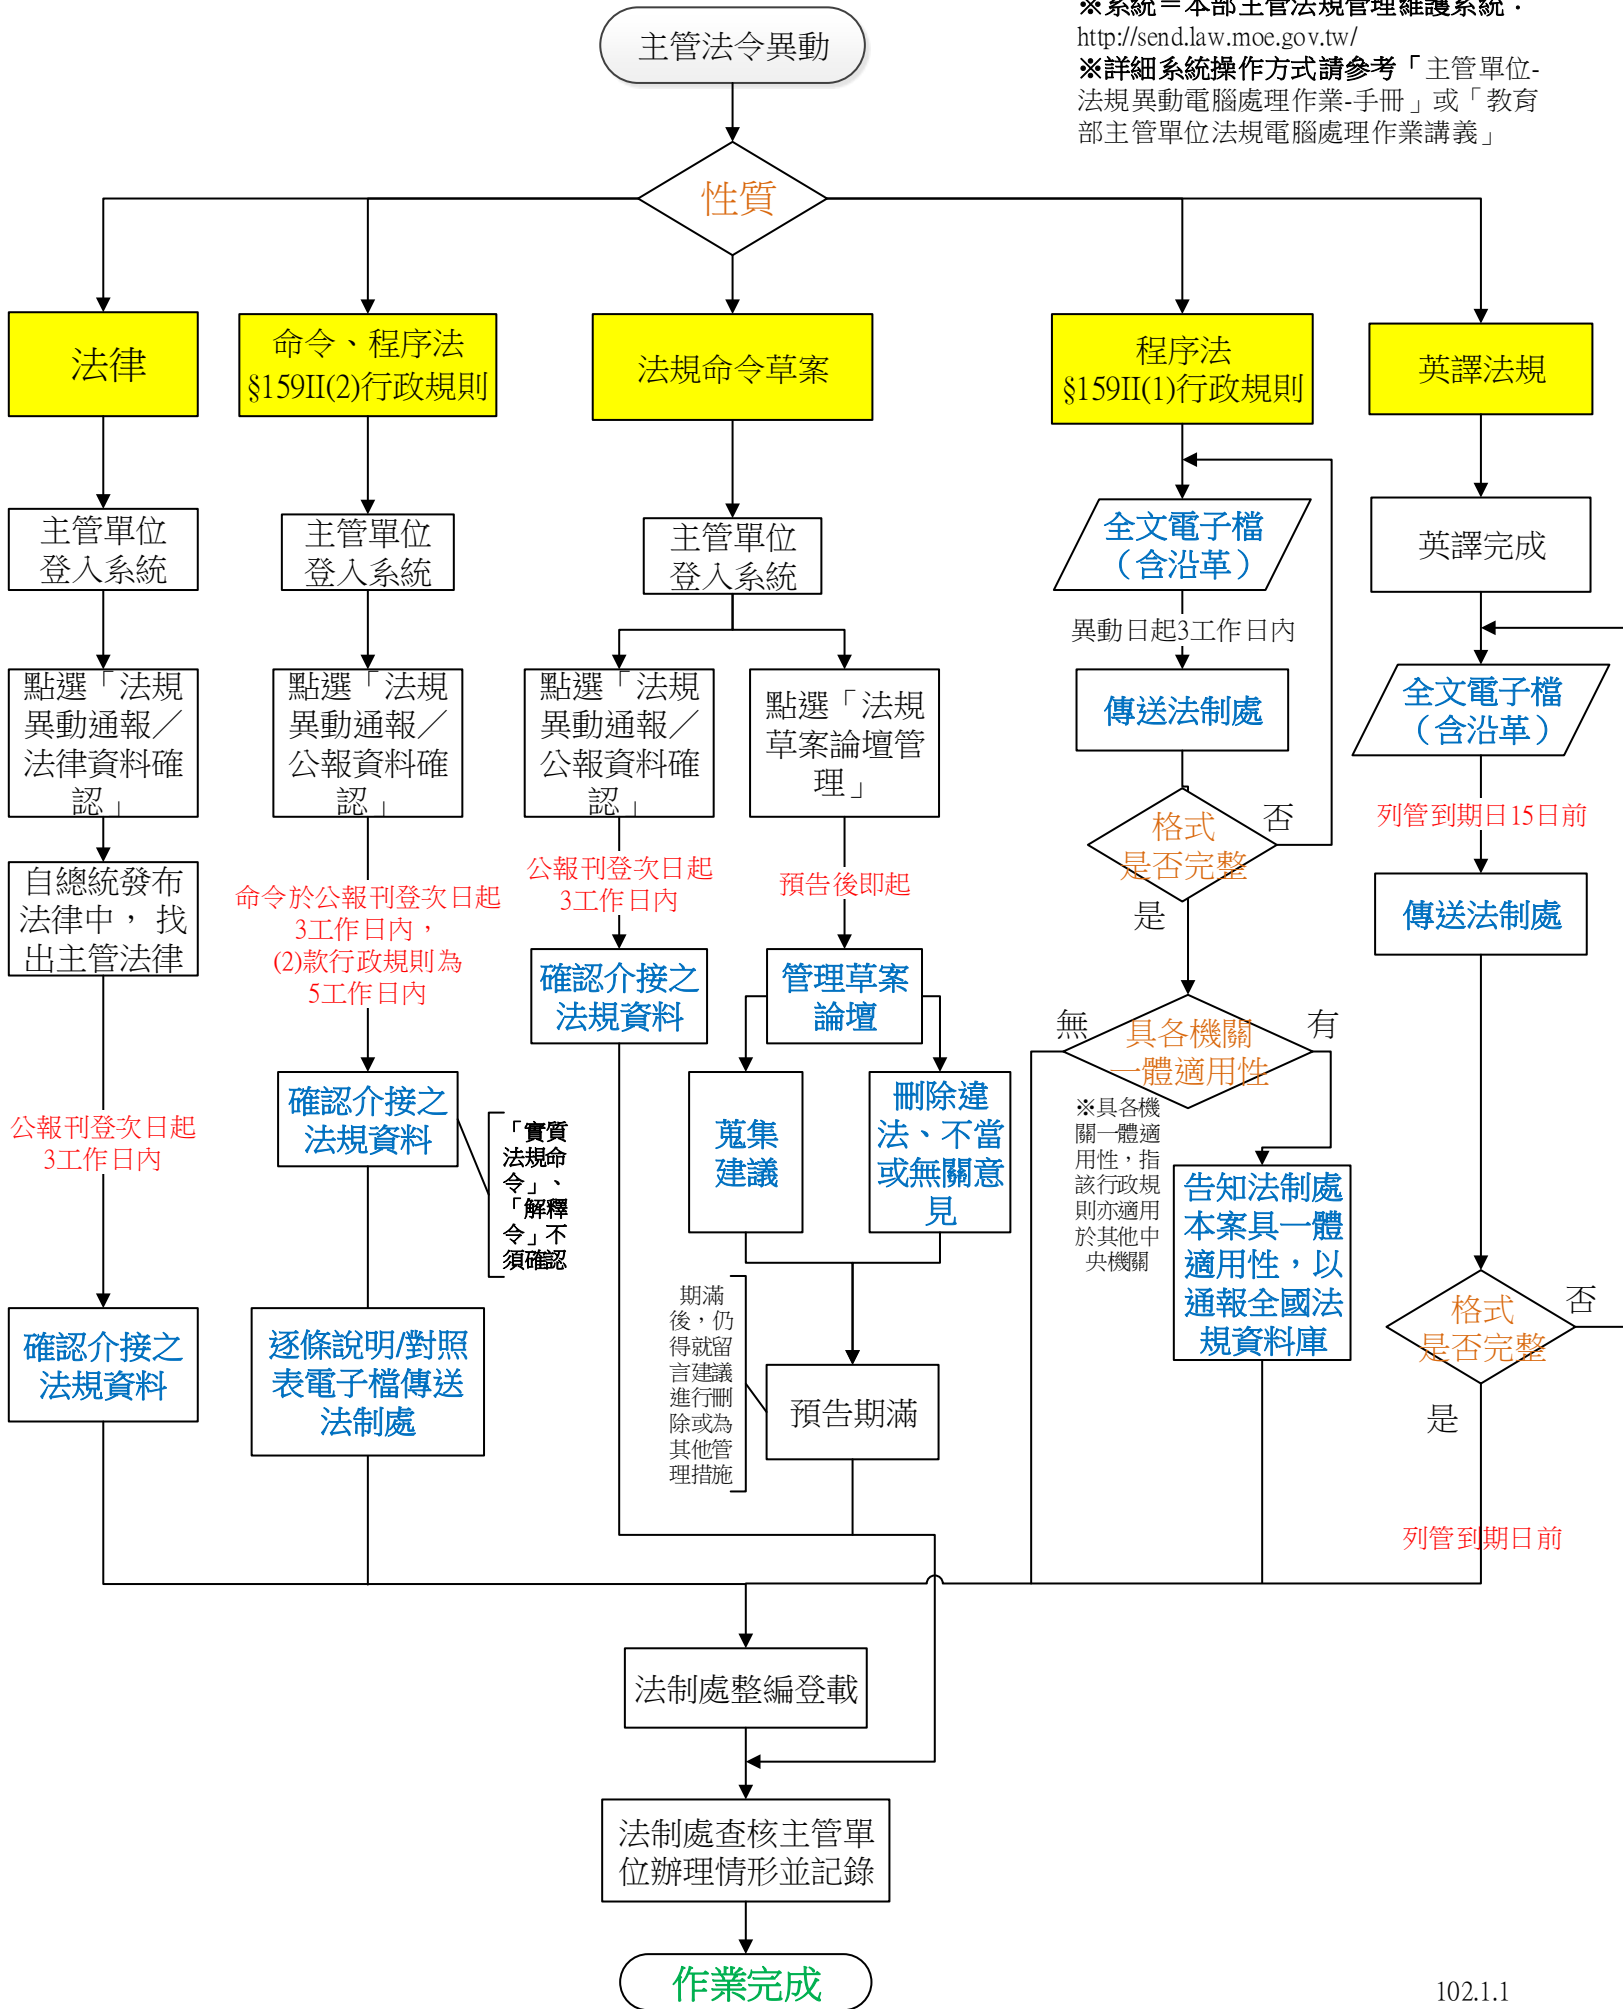 主管法令異動
※系統＝本部主管法規管理維護系統：
http://send.law.moe.gov.tw/
※詳細系統操作方式請參考「主管單位-
法規異動電腦處理作業-手冊」或「教育
部主管單位法規電腦處理作業講義」
性質
法律
命令、程序法
§159II(2)行政規則
法規命令草案
程序法
§159II(1)行政規則
英譯法規
主管單位
登入系統
點選「法規
異動通報／
法律資料確
認」
自總統發布
法律中，找
出主管法律
公報刊登次日起
3工作日內
確認介接之
法規資料
主管單位
登入系統
點選「法規
異動通報／
公報資料確
認」
命令於公報刊登次日起
3工作日內，
(2)款行政規則為
5工作日內
確認介接之
法規資料
「實質
法規命
令」、
「解釋
令」不
須確認
逐條說明/對照
表電子檔傳送
法制處
主管單位
登入系統
點選「法規
異動通報／
公報資料確
認」
公報刊登次日起
3工作日內
確認介接之
法規資料
點選「法規
草案論壇管
理」
預告後即起
管理草案
論壇
蒐集
建議
刪除違
法、不當
或無關意
見
期滿
後，仍
得就留
言建議
進行刪
除或為
其他管
理措施
預告期滿
全文電子檔
（含沿革）
異動日起3工作日內
傳送法制處
格式
是否完整
否
是
具各機關
一體適用性
無
有
※具各機
關一體適
用性，指
該行政規
則亦適用
於其他中
央機關
告知法制處
本案具一體
適用性，以
通報全國法
規資料庫
英譯完成
全文電子檔
（含沿革）
列管到期日15日前
傳送法制處
格式
是否完整
否
是
列管到期日前
法制處整編登載
法制處查核主管單
位辦理情形並記錄
作業完成
102.1.1